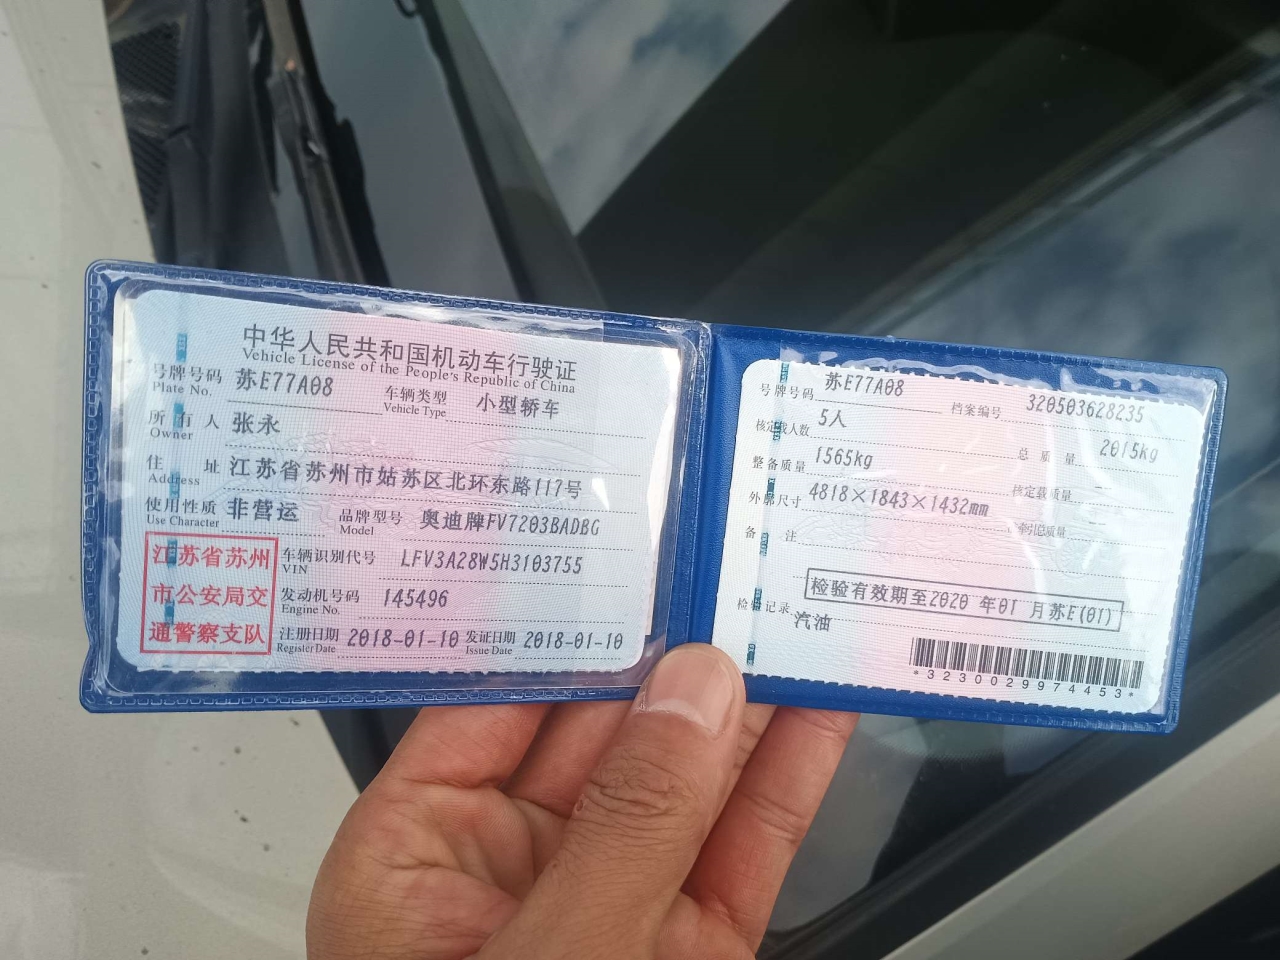 中华人民共和国机动车行驶证
Vehicle License of the People's Republic of China
号牌号码 苏E77A08 车辆类型 小型轿车
Plate No. Vehicle Type
所有人 张永
Owner
住址 江苏省苏州市姑苏区北环东路117号
Address
使用性质 非营运 品牌型号 奥迪牌FV7203BADBG
Use Character Model
江苏省苏州
市公安局交
通警察支队
车辆识别代号 LFV3A28W5H3103755
VIN
发动机号码 145496
Engine No.
注册日期 2018-01-10 发证日期 2018-01-10
Register Date Issue Date
号牌号码 苏E77A08 档案编号 320503628235
核定载人数 5人 总质量 2015kg
整备质量 1565kg 核定载质量 —
外廓尺寸 4818×1843×1432mm 牵引总质量 —
备注
检验有效期至2020年01月苏E(01)
检验记录 汽油
*3230029974453*